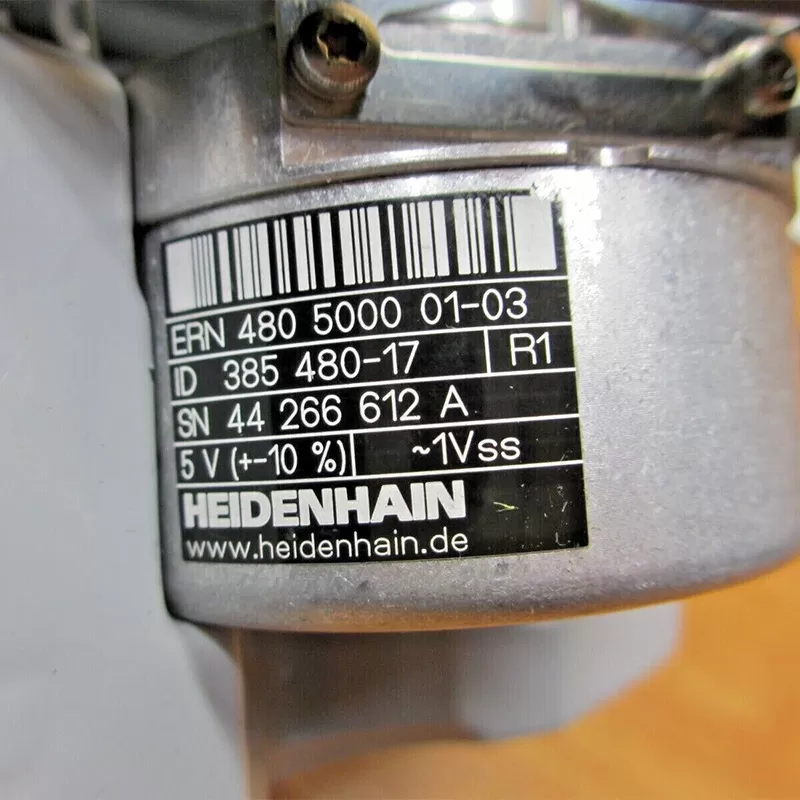 ERN 480 5000 01-03
ID 385 480-17 R1
SN 44 266 612 A
5 V (+-10 %) ~1Vss
HEIDENHAIN
www.heidenhain.de